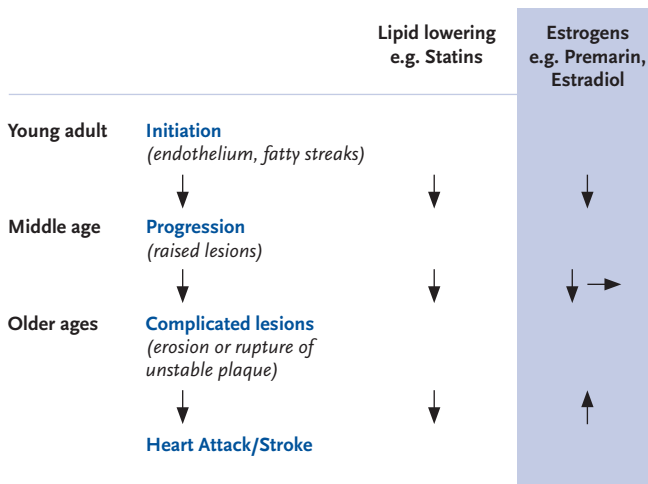 Lipid lowering
e.g. Statins
Estrogens
e.g. Premarin,
Estradiol
Young adult
Initiation
(endothelium, fatty streaks)
Middle age
Progression
(raised lesions)
Older ages
Complicated lesions
(erosion or rupture of
unstable plaque)
Heart Attack/Stroke